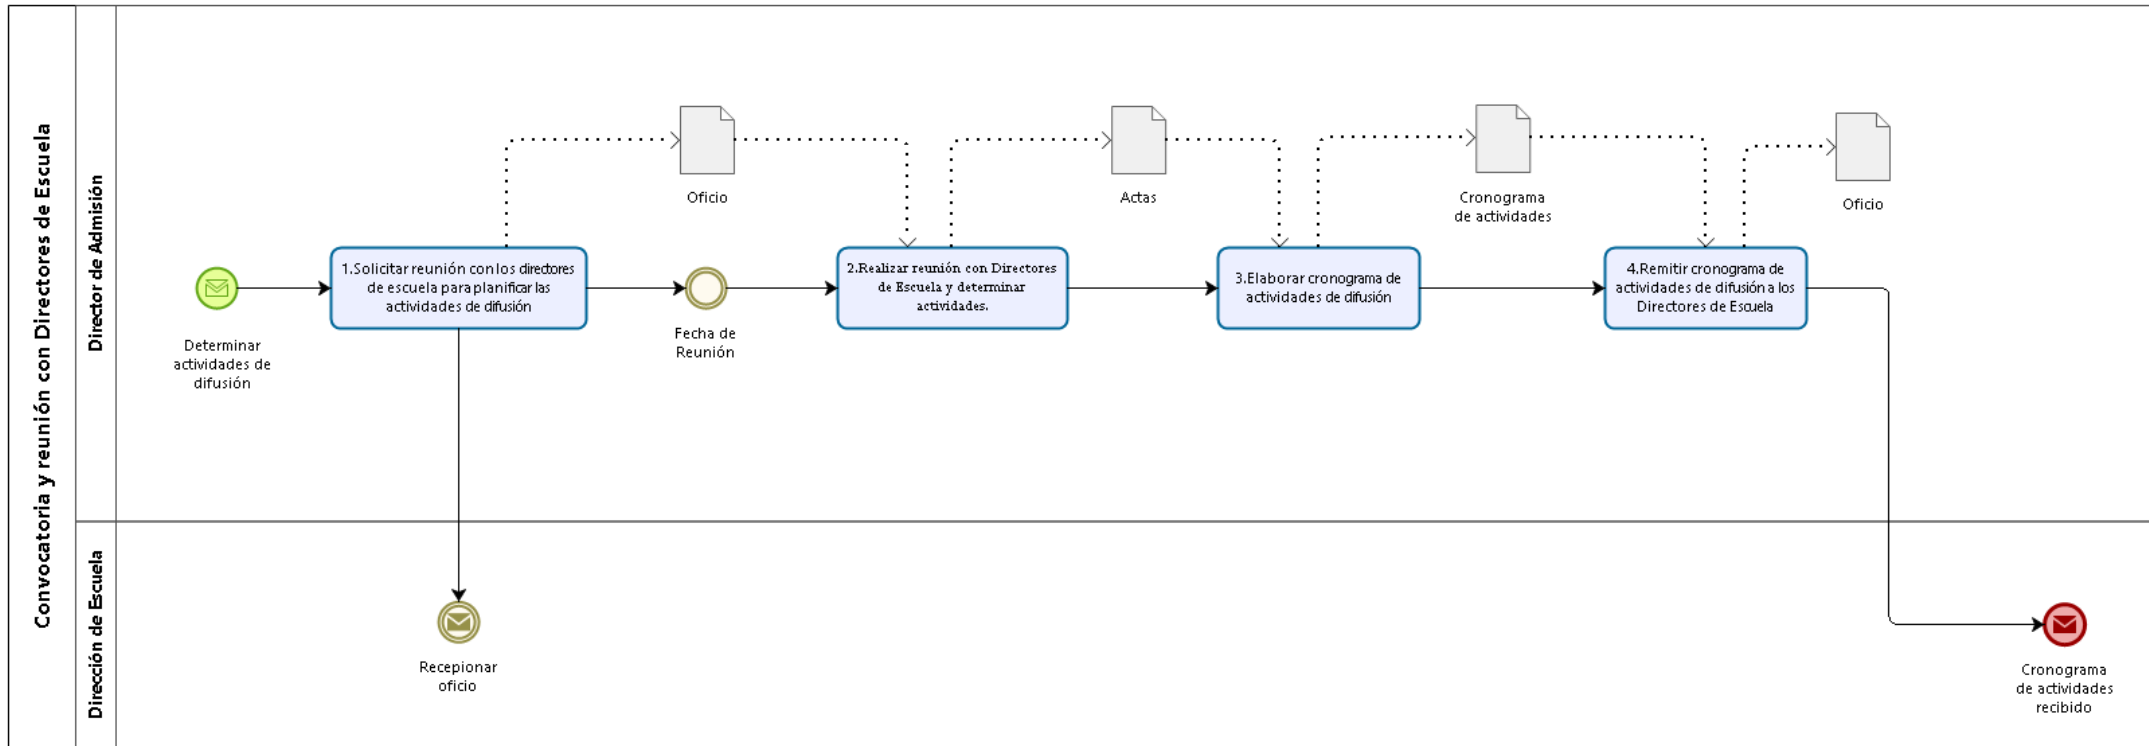 Convocatoria y reunión con Directores de Escuela
Director de Admisión
Determinar
actividades de
difusión
1.Solicitar reunión con los directores
de escuela para planificar las
actividades de difusión
Oficio
Fecha de
Reunión
2.Realizar reunión con Directores
de Escuela y determinar
actividades.
Actas
3.Elaborar cronograma de
actividades de difusión
Cronograma
de actividades
4.Remitir cronograma de
actividades de difusión a los
Directores de Escuela
Oficio
Dirección de Escuela
Recepionar
oficio
Cronograma
de actividades
recibido